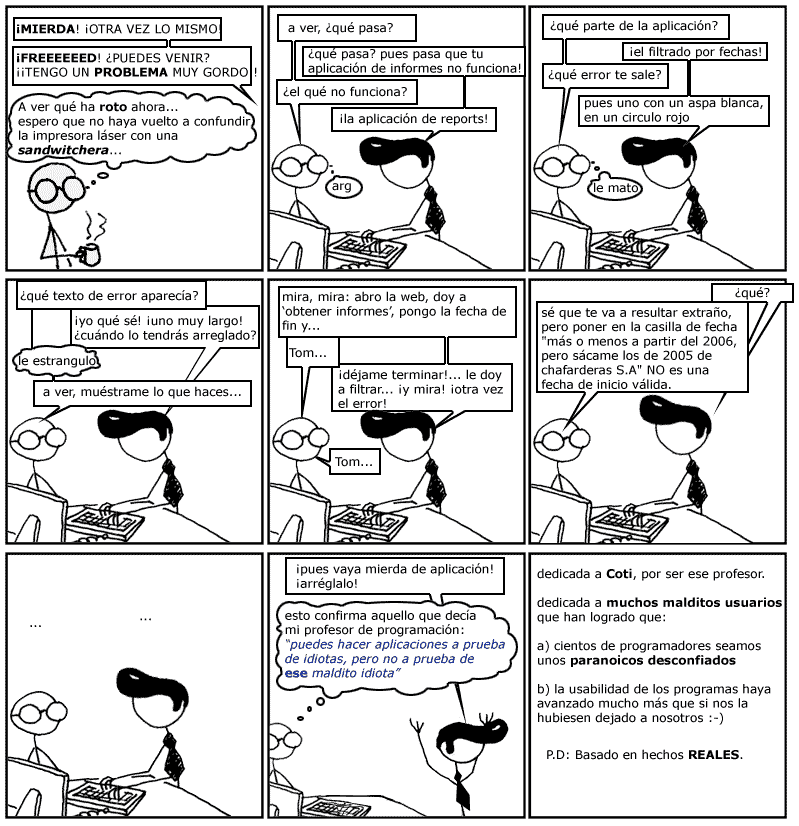 ¡MIERDA! ¡OTRA VEZ LO MISMO!
¡FREEEEEED! ¿PUEDES VENIR?
¡¡TENGO UN PROBLEMA MUY GORDO!!
A ver qué ha roto ahora...
espero que no haya vuelto a confundir
la impresora láser con una
sandwitchera...
a ver, ¿qué pasa?
¿qué pasa? pues pasa que tu
aplicación de informes no funciona!
¿el qué no funciona?
¡la aplicación de reports!
arg
¿qué parte de la aplicación?
¡el filtrado por fechas!
¿qué error te sale?
pues uno con un aspa blanca,
en un circulo rojo
le mato
¿qué texto de error aparecía?
¡yo qué sé! ¡uno muy largo!
¿cuándo lo tendrás arreglado?
le estrangulo
a ver, muéstrame lo que haces...
mira, mira: abro la web, doy a
‘obtener informes’, pongo la fecha de
fin y...
Tom...
¡déjame terminar!... le doy
a filtrar... ¡y mira! ¡otra vez
el error!
Tom...
¿qué?
sé que te va a resultar extraño,
pero poner en la casilla de fecha
"más o menos a partir del 2006,
pero sácame los de 2005 de
chafarderas S.A" NO es una
fecha de inicio válida.
...
...
¡pues vaya mierda de aplicación!
¡arréglalo!
esto confirma aquello que decía
mi profesor de programación:
“puedes hacer aplicaciones a prueba
de idiotas, pero no a prueba de
ese maldito idiota”
dedicada a Coti, por ser ese profesor.
dedicada a muchos malditos usuarios
que han logrado que:
a) cientos de programadores seamos
unos paranoicos desconfiados
b) la usabilidad de los programas haya
avanzado mucho más que si nos la
hubiesen dejado a nosotros :-)
P.D: Basado en hechos REALES.